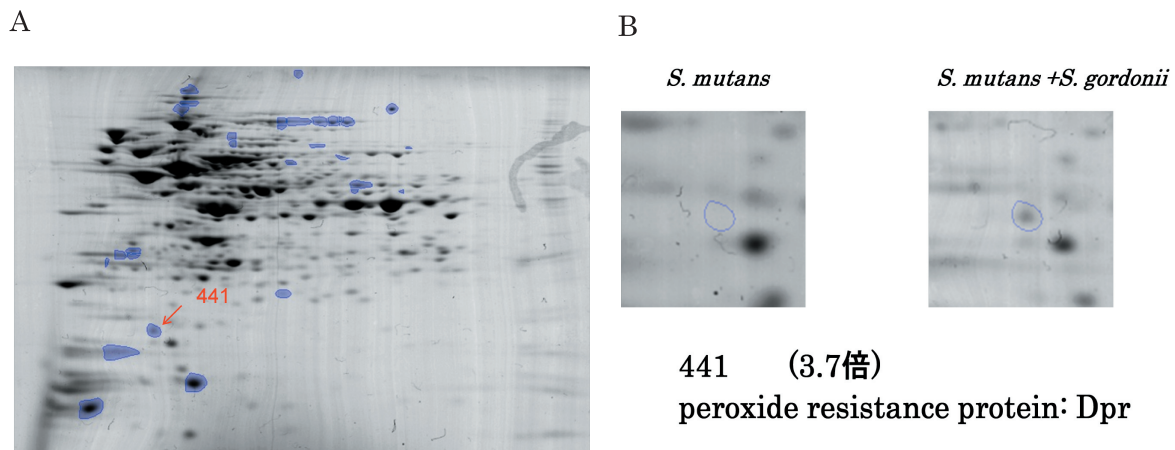 A
B
S. mutans
S. mutans +S. gordonii
441
441 (3.7倍)
peroxide resistance protein: Dpr